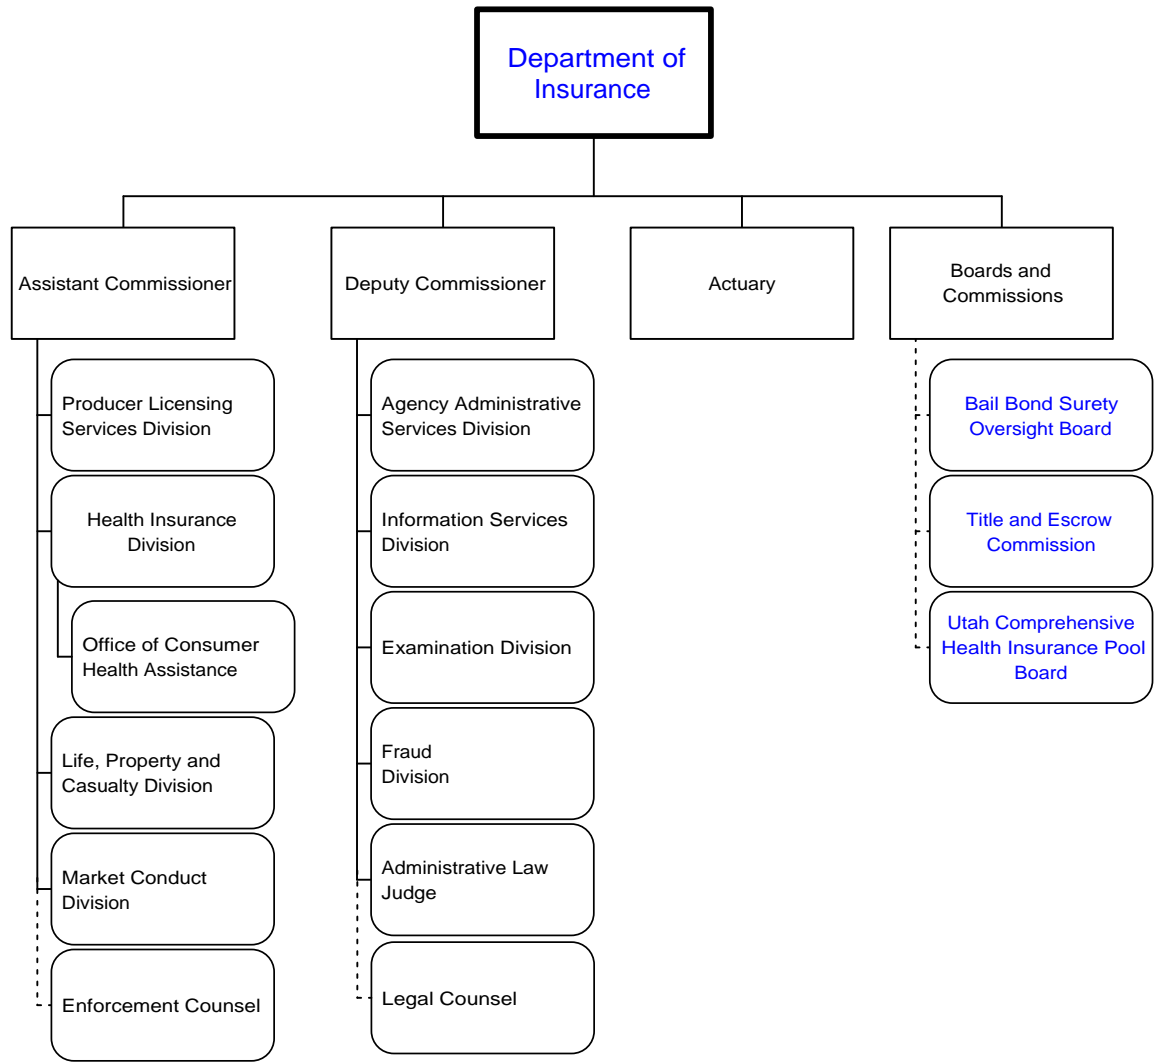 Department of
Insurance
Assistant Commissioner
Deputy Commissioner
Actuary
Boards and
Commissions
Producer Licensing
Services Division
Health Insurance
Division
Office of Consumer
Health Assistance
Life, Property and
Casualty Division
Market Conduct
Division
Enforcement Counsel
Agency Administrative
Services Division
Information Services
Division
Examination Division
Fraud
Division
Administrative Law
Judge
Legal Counsel
Bail Bond Surety
Oversight Board
Title and Escrow
Commission
Utah Comprehensive
Health Insurance Pool
Board